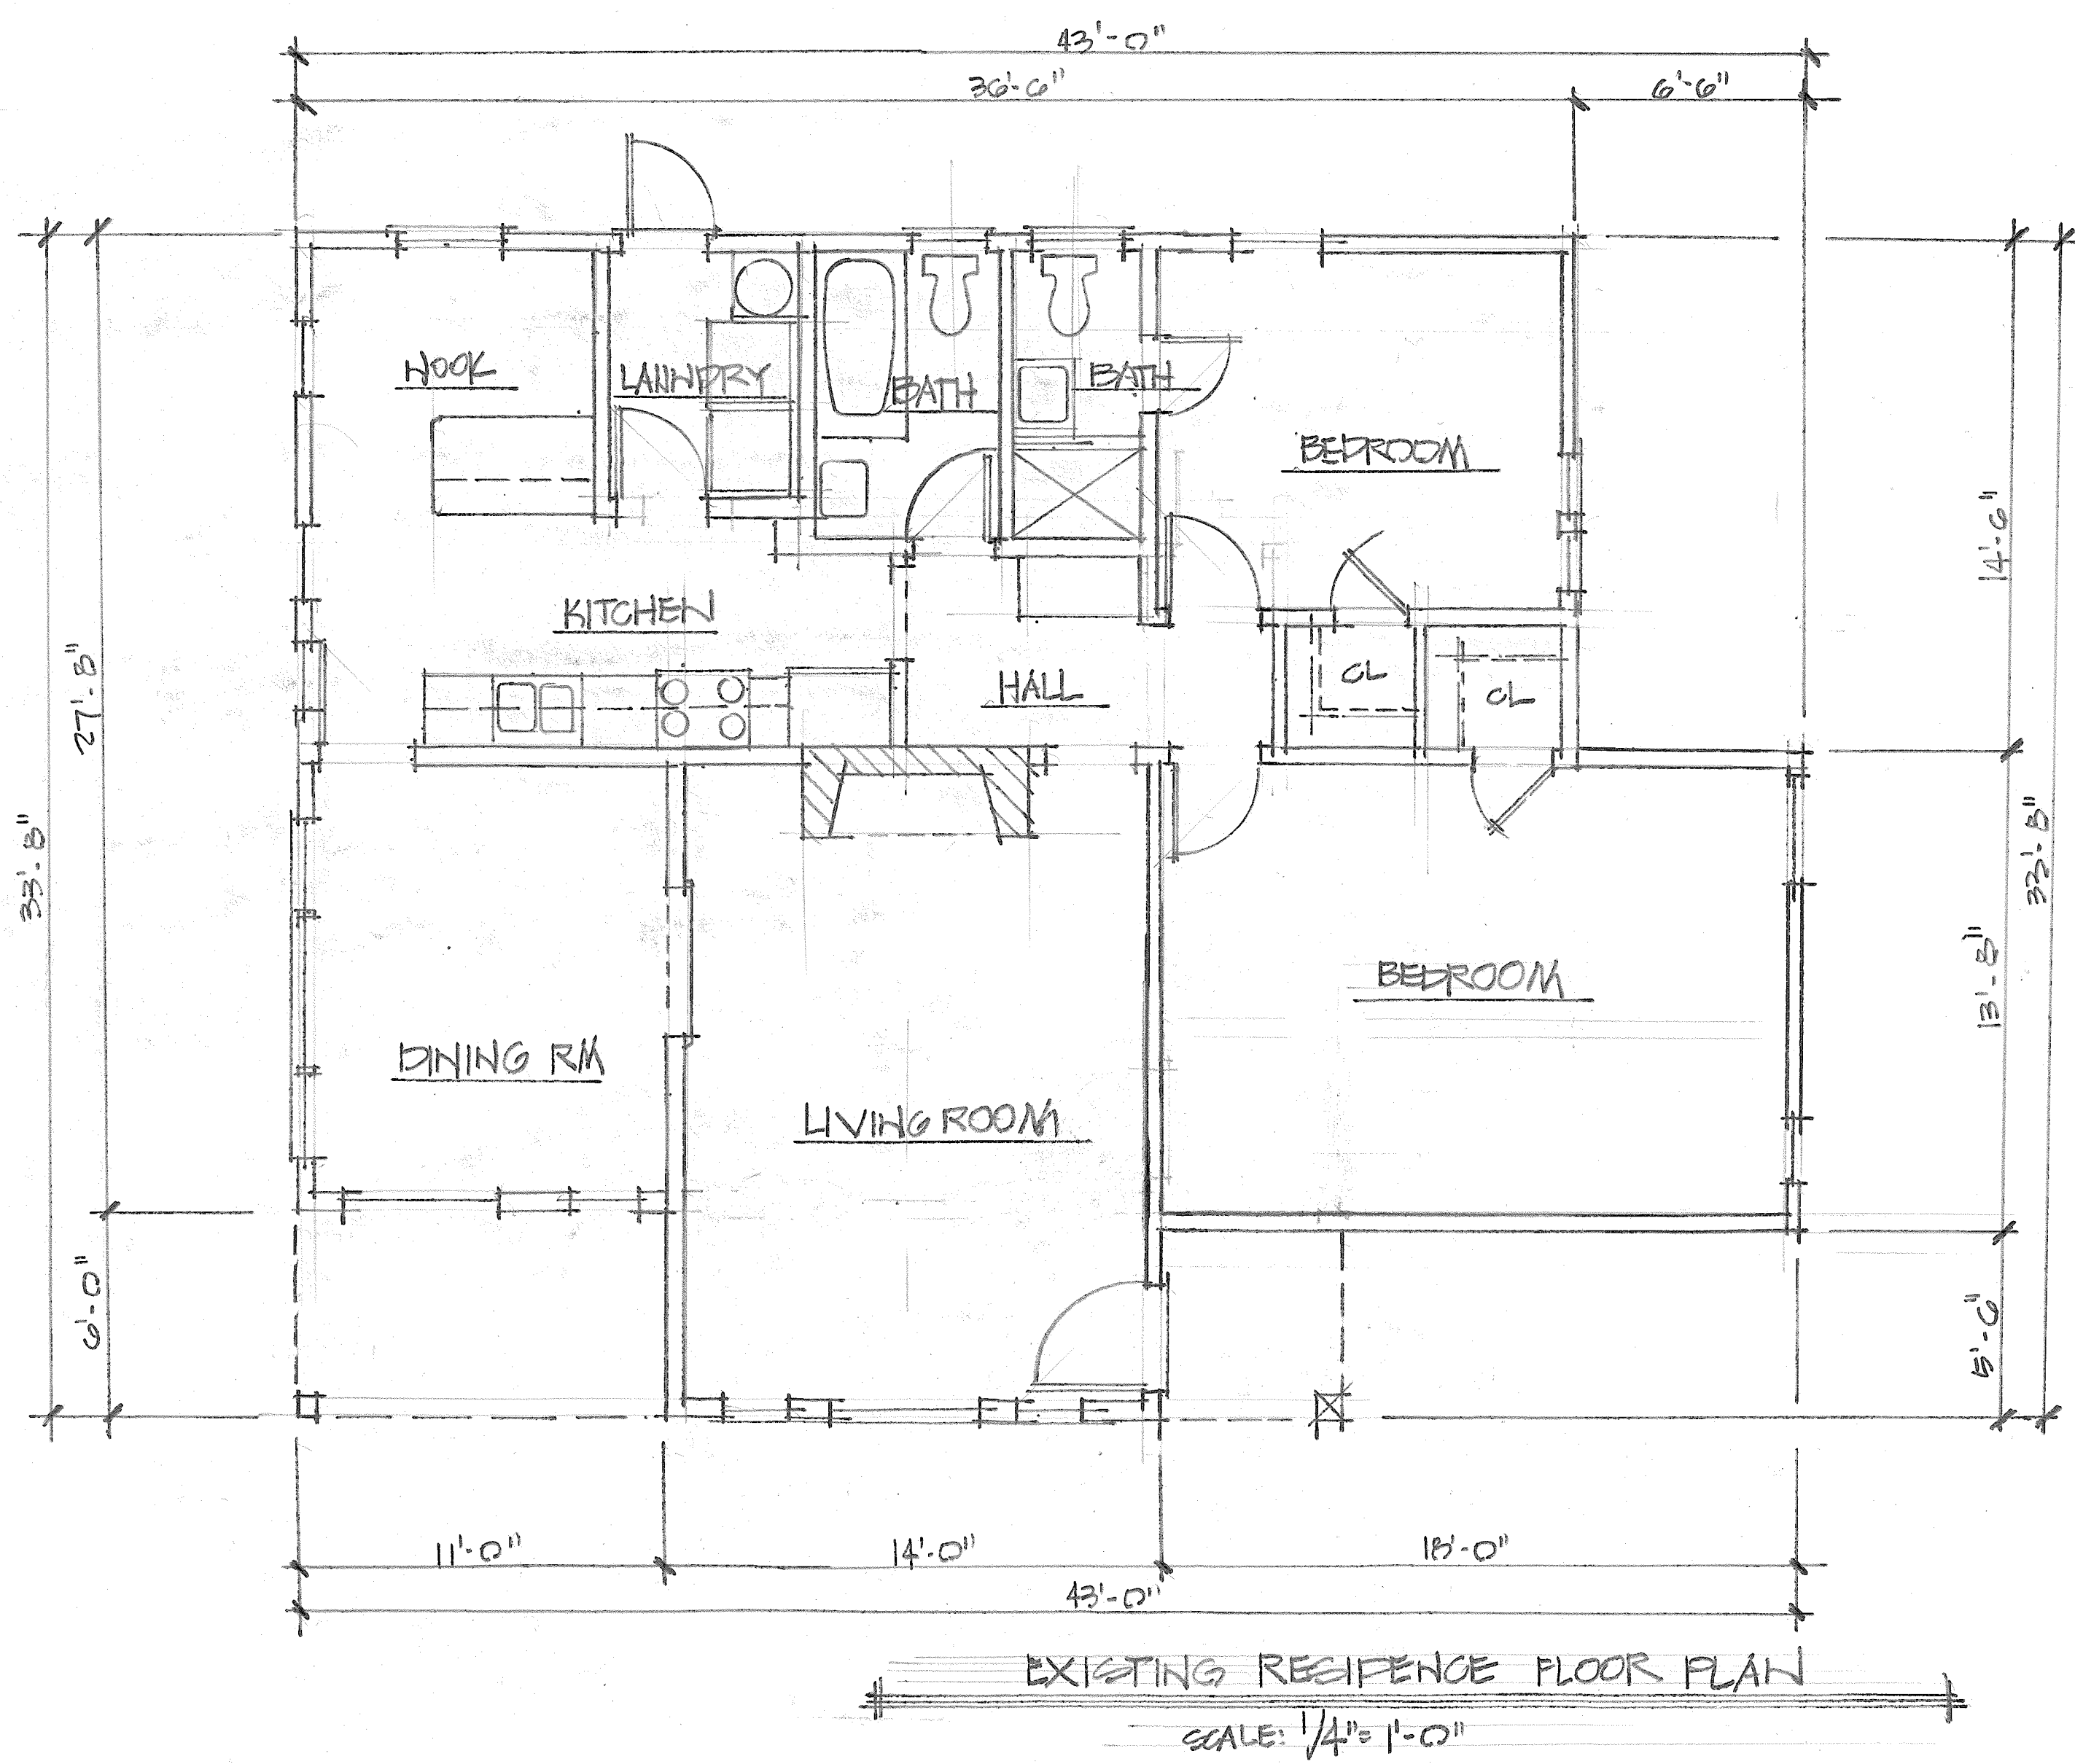 43'-0"
36'-6"
6'-6"
NOOK
LAUNDRY
BATH
BATH
BEDROOM
14'-6"
KITCHEN
27'-8"
HALL
CL
CL
33'-8"
33'-8"
BEDROOM
13'-8"
DINING RM
LIVING ROOM
6'-0"
5'-6"
11'-0"
14'-0"
18'-0"
43'-0"
EXISTING RESIDENCE FLOOR PLAN
SCALE: 1/4"= 1'-0"